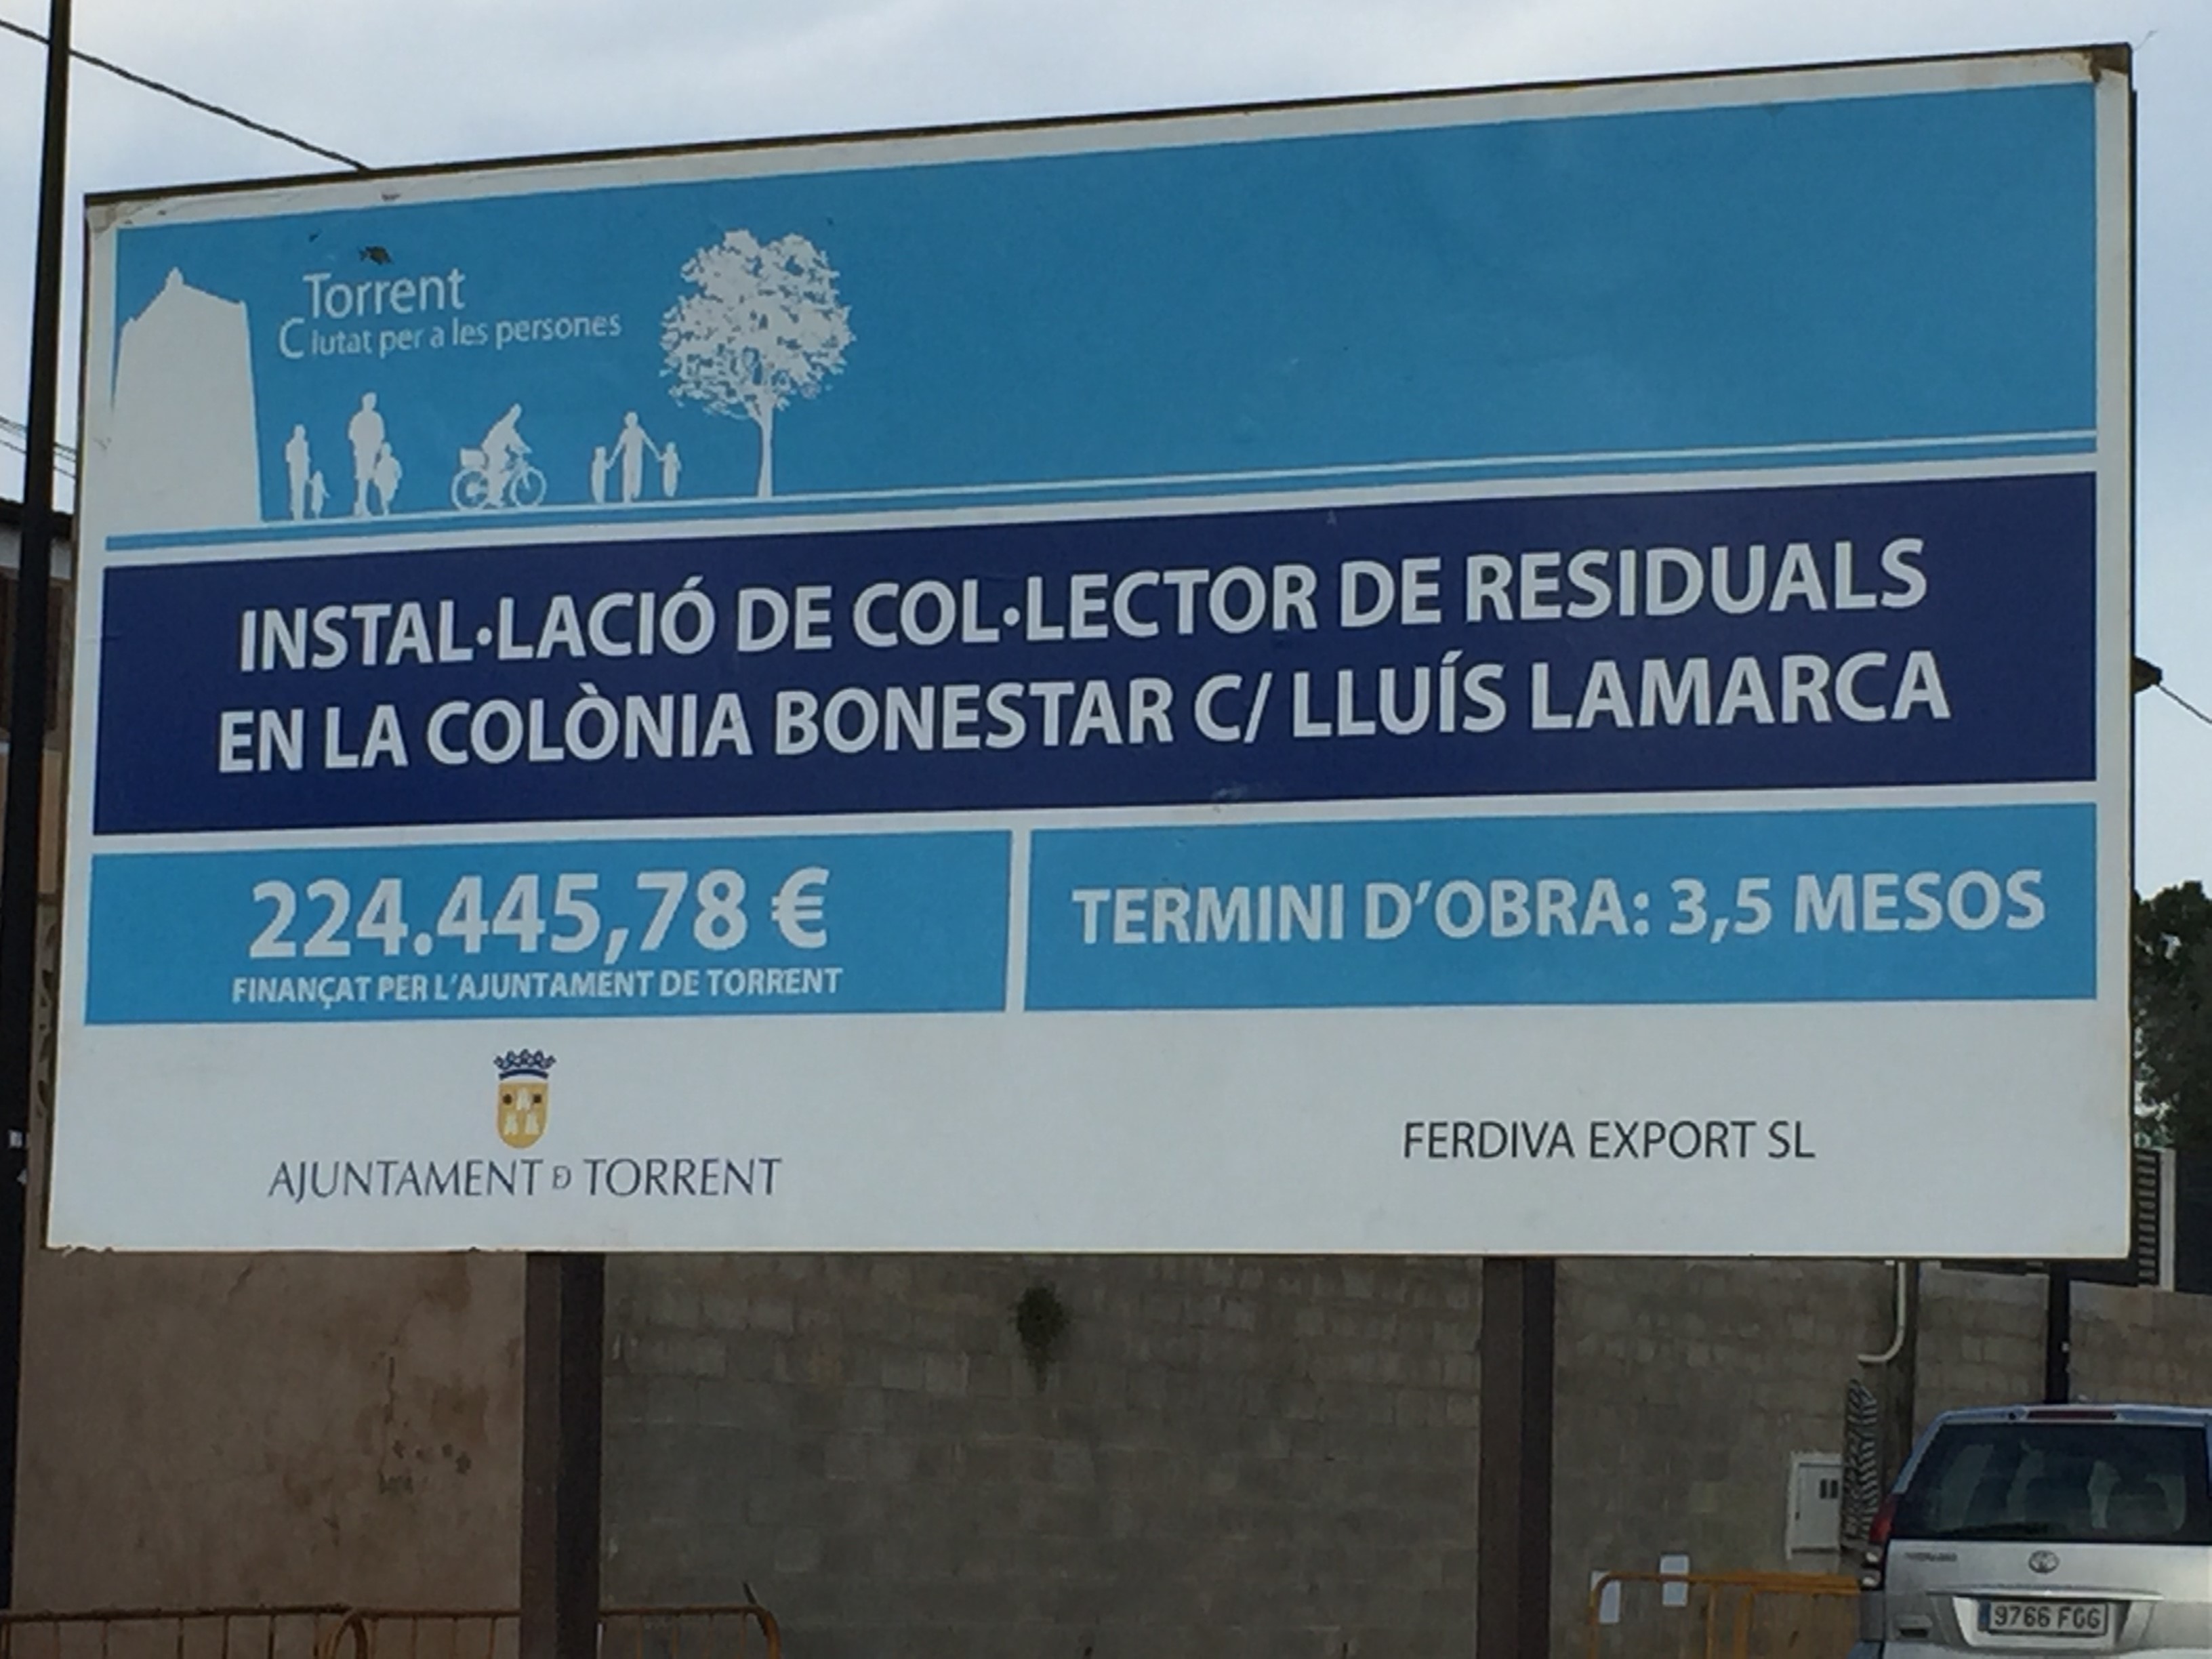 Torrent
Ciutat per a les persones
INSTAL·LACIÓ DE COL·LECTOR DE RESIDUALS
EN LA COLÒNIA BONESTAR C/ LLUÍS LAMARCA
224.445,78 €
FINANÇAT PER L'AJUNTAMENT DE TORRENT
TERMINI D'OBRA: 3,5 MESOS
AJUNTAMENT Ð TORRENT
FERDIVA EXPORT SL
9766 FGG